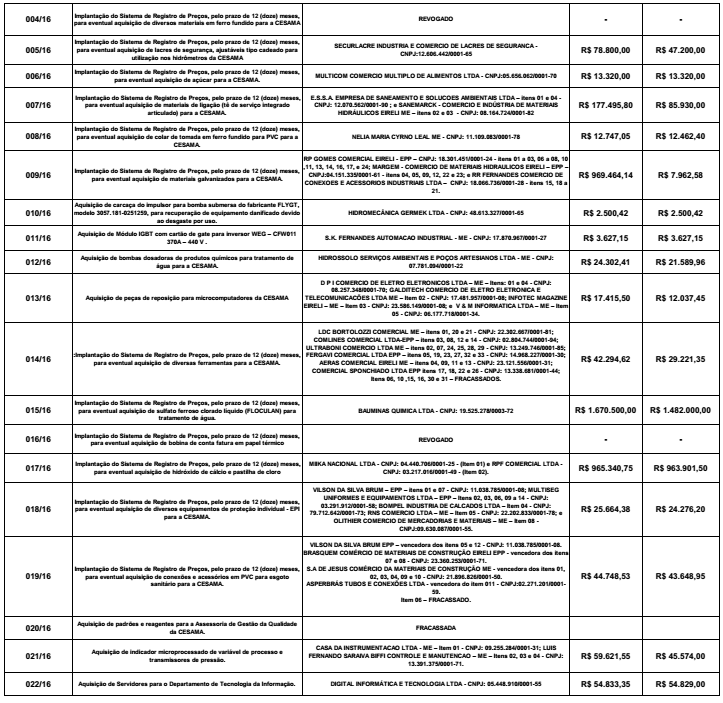 004/16
Implantação do Sistema de Registro de Preços, pelo prazo de 12 (doze) meses,
para eventual aquisição de diversos materiais em ferro fundido para a CESAMA
REVOGADO
-
-
005/16
Implantação do Sistema de Registro de Preços, pelo prazo de 12 (doze) meses,
para eventual aquisição de lacres de segurança, ajustáveis tipo cadeado para
utilização nos hidrômetros da CESAMA
SECURLACRE INDUSTRIA E COMERCIO DE LACRES DE SEGURANCA -
CNPJ:12.606.442/0001-65
R$ 78.800,00
R$ 47.200,00
006/16
Implantação do Sistema de Registro de Preços, pelo prazo de 12 (doze) meses,
para eventual aquisição de açúcar para a CESAMA.
MULTICOM COMERCIO MULTIPLO DE ALIMENTOS LTDA - CNPJ:05.656.062/0001-70
R$ 13.320,00
R$ 13.320,00
007/16
Implantação do Sistema de Registro de Preços, pelo prazo de 12 (doze) meses,
para eventual aquisição de materiais de ligação (tê de serviço integrado
articulado) para a CESAMA.
E.S.S.A. EMPRESA DE SANEAMENTO E SOLUCOES AMBIENTAIS LTDA – itens 01 e 04 -
CNPJ: 12.070.562/0001-90 ; e SANEMARCK - COMERCIO E INDÚSTRIA DE MATERIAIS
HIDRÁULICOS EIRELI ME – itens 02 e 03 - CNPJ: 08.164.724/0001-82
R$ 177.495,80
R$ 85.930,00
008/16
Implantação do Sistema de Registro de Preços, pelo prazo de 12 (doze) meses,
para eventual aquisição de colar de tomada em ferro fundido para PVC para a
CESAMA.
NELIA MARIA CYRNO LEAL ME - CNPJ: 11.109.083/0001-78
R$ 12.747,05
R$ 12.462,40
009/16
Implantação do Sistema de Registro de Preços, pelo prazo de 12 (doze) meses,
para eventual aquisição de materiais galvanizados para a CESAMA.
RP GOMES COMERCIAL EIRELI - EPP – CNPJ: 18.301.451/0001-24 - itens 01 a 03, 06 a 08, 10
,11, 13, 14, 16, 17, e 24; MARGEM - COMERCIO DE MATERIAIS HIDRAULICOS EIRELI – EPP –
CNPJ:04.151.335/0001-61 - itens 04, 05, 09, 12, 22 e 23; e RR FERNANDES COMERCIO DE
CONEXOES E ACESSORIOS INDUSTRIAIS LTDA – CNPJ: 18.066.736/0001-28 - itens 15, 18 a
21.
R$ 969.464,14
R$ 7.962,58
010/16
Aquisição de carcaça do impulsor para bomba submersa do fabricante FLYGT,
modelo 3057.181-0251259, para recuperação de equipamento danificado devido
ao desgaste por uso.
HIDROMECÂNICA GERMEK LTDA - CNPJ: 48.613.327/0001-65
R$ 2.500,42
R$ 2.500,42
011/16
Aquisição de Módulo IGBT com cartão de gate para inversor WEG – CFW011
370A – 440 V .
S.K. FERNANDES AUTOMACAO INDUSTRIAL - ME - CNPJ: 17.870.967/0001-27
R$ 3.627,15
R$ 3.627,15
012/16
Aquisição de bombas dosadoras de produtos químicos para tratamento de
água para a CESAMA.
HIDROSSOLO SERVIÇOS AMBIENTAIS E POÇOS ARTESIANOS LTDA - ME - CNPJ:
07.781.094/0001-22
R$ 24.302,41
R$ 21.589,96
013/16
Aquisição de peças de reposição para microcomputadores da CESAMA
D P I COMERCIO DE ELETRO ELETRONICOS LTDA – ME – itens: 01 e 04 - CNPJ:
08.257.348/0001-70; GALDITECH COMERCIO DE ELETRO ELETRONICA E
TELECOMUNICACÕES LTDA ME – Item 02 - CNPJ: 17.481.957/0001-08; INFOTEC MAGAZINE
EIRELI – ME – Item 03 - CNPJ: 23.586.149/0001-08; e V & M INFORMATICA LTDA – ME – Item
05 - CNPJ: 06.177.718/0001-34.
R$ 17.415,50
R$ 12.037,45
014/16
Implantação do Sistema de Registro de Preços, pelo prazo de 12 (doze) meses,
para eventual aquisição de diversas ferramentas para a CESAMA.
LDC BORTOLOZZI COMERCIAL ME – itens 01, 20 e 21 - CNPJ: 22.302.667/0001-81;
COMLINES COMERCIAL LTDA-EPP – itens 03, 08, 12 e 14 - CNPJ: 02.804.744/0001-94;
ULTRABONI COMERCIO LTDA ME – itens 02, 07, 24, 25, 28, 29 - CNPJ: 13.249.746/0001-85;
FERGAVI COMERCIAL LTDA EPP – itens 05, 19, 23, 27, 32 e 33 - CNPJ: 14.968.227/0001-30;
AERAS COMERCIAL EIRELI ME – itens 04, 09, 11 e 13 - CNPJ: 23.121.556/0001-31;
COMERCIAL SPONCHIADO LTDA EPP itens 17, 18, 22 e 26 - CNPJ: 13.338.681/0001-44;
Itens 06, 10 ,15, 16, 30 e 31 – FRACASSADOS.
R$ 42.294,62
R$ 29.221,35
015/16
Implantação do Sistema de Registro de Preços, pelo prazo de 12 (doze) meses,
para eventual aquisição de sulfato ferroso clorado líquido (FLOCULAN) para
tratamento de água.
BAUMINAS QUIMICA LTDA - CNPJ: 19.525.278/0003-72
R$ 1.670.500,00
R$ 1.482.000,00
016/16
Implantação do Sistema de Registro de Preços, pelo prazo de 12 (doze) meses,
para eventual aquisição de bobina de conta fatura em papel térmico
REVOGADO
-
-
017/16
Implantação do Sistema de Registro de Preços, pelo prazo de 12 (doze) meses,
para eventual aquisição de hidróxido de cálcio e pastilha de cloro
MIIKA NACIONAL LTDA - CNPJ: 04.440.706/0001-25 - (Item 01) e RPF COMERCIAL LTDA -
CNPJ: 03.217.016/0001-49 - (Item 02).
R$ 965.340,75
R$ 963.901,50
018/16
Implantação do Sistema de Registro de Preços, pelo prazo de 12 (doze) meses,
para eventual aquisição de diversos equipamentos de proteção individual - EPI
para a CESAMA.
VILSON DA SILVA BRUM – EPP – itens 01 e 07 - CNPJ: 11.038.785/0001-08; MULTISEG
UNIFORMES E EQUIPAMENTOS LTDA – EPP – itens 02, 03, 06, 09 a 14 - CNPJ:
03.291.912/0001-58; BOMPEL INDUSTRIA DE CALCADOS LTDA – Item 04 - CNPJ:
79.712.642/0001-73; RNS COMERCIO LTDA – ME – Item 05 - CNPJ: 22.202.833/0001-78; e
OLITHIER COMERCIO DE MERCADORIAS E MATERIAIS – ME – Item 08 -
CNPJ:09.630.087/0001-55.
R$ 25.664,38
R$ 24.276,20
019/16
Implantação do Sistema de Registro de Preços, pelo prazo de 12 (doze) meses,
para eventual aquisição de conexões e acessórios em PVC para esgoto
sanitário para a CESAMA.
VILSON DA SILVA BRUM EPP – vencedora dos itens 05 e 12 - CNPJ: 11.038.785/0001-08.
BRASQUEM COMÉRCIO DE MATERIAIS DE CONSTRUÇÃO EIRELI EPP - vencedora dos itens
07 e 08 - CNPJ: 23.360.253/0001-71.
S.A DE JESUS COMÉRCIO DA MATERIAIS DE CONSTRUÇÃO ME - vencedora dos itens 01,
02, 03, 04, 09 e 10 - CNPJ: 21.896.826/0001-50.
ASPERBRÁS TUBOS E CONEXÕES LTDA - vencedora do item 011 - CNPJ:02.271.201/0001-
59.
Item 06 – FRACASSADO.
R$ 44.748,53
R$ 43.648,95
020/16
Aquisição de padrões e reagentes para a Assessoria de Gestão da Qualidade
da CESAMA.
FRACASSADA
021/16
Aquisição de indicador microprocessado de variável de processo e
transmissores de pressão.
CASA DA INSTRUMENTACAO LTDA - ME – Item 01 - CNPJ: 09.255.284/0001-31; LUIS
FERNANDO SARAIVA BIFFI CONTROLE E MANUTENCAO – ME – Itens 02, 03 e 04 - CNPJ:
13.391.375/0001-71.
R$ 59.621,55
R$ 45.574,00
022/16
Aquisição de Servidores para o Departamento de Tecnologia da Informação.
DIGITAL INFORMÁTICA E TECNOLOGIA LTDA - CNPJ: 05.448.910/0001-55
R$ 54.833,35
R$ 54.829,00